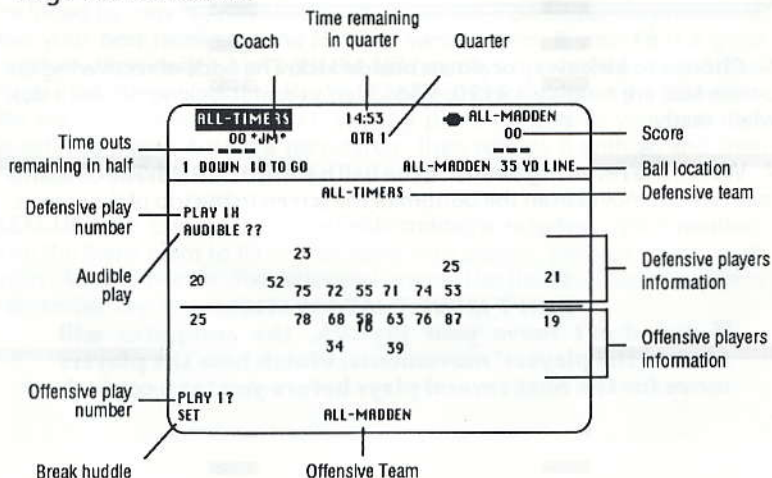 Time remaining
in quarter
Coach
Quarter
ALL-TIMERS
14:53
ALL-MADDEN
00 *JM*
QTR 1
00
Score
Time outs
remaining in half
1 DOWN 10 TO GO
ALL-MADDEN 35 YD LINE
Ball location
ALL-TIMERS
Defensive team
Defensive play
number
PLAY 1H
AUDIBLE ??
Audible
play
23
25
20
52
21
75 72 55 71 74 53
Defensive players
information
25
78 68 58 63 76 87
19
16
34
39
Offensive players
information
Offensive play
number
PLAY 1?
SET
ALL-MADDEN
Break huddle
Offensive Team